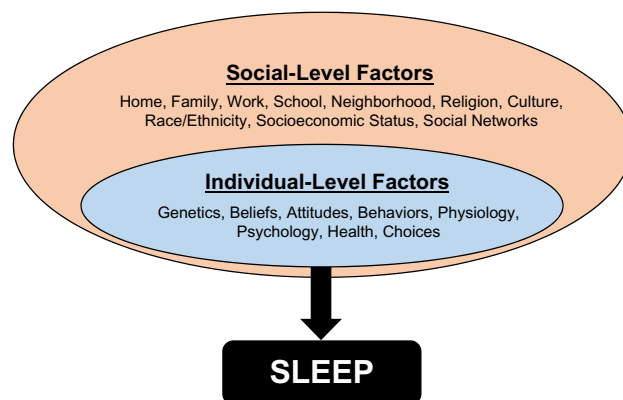 Social-Level Factors
Home, Family, Work, School, Neighborhood, Religion, Culture,
Race/Ethnicity, Socioeconomic Status, Social Networks
Individual-Level Factors
Genetics, Beliefs, Attitudes, Behaviors, Physiology,
Psychology, Health, Choices
SLEEP